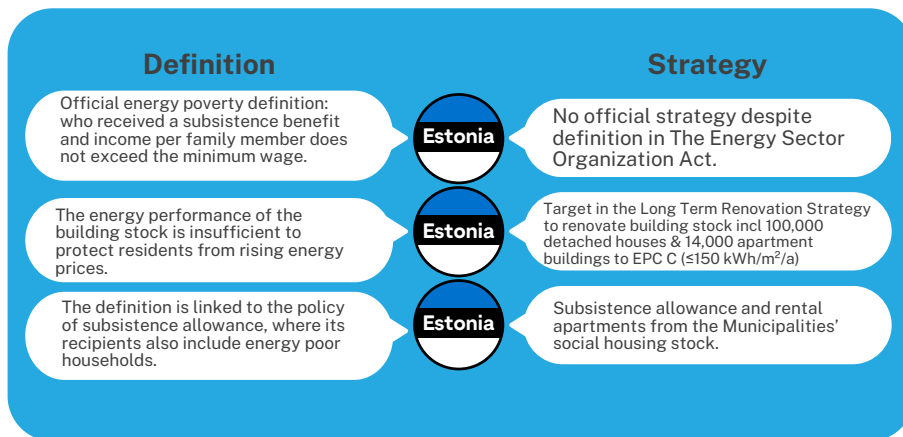 Definition
Strategy
Official energy poverty definition:
who received a subsistence benefit
and income per family member does
not exceed the minimum wage.
Estonia
No official strategy despite
definition in The Energy Sector
Organization Act.
The energy performance of the
building stock is insufficient to
protect residents from rising energy
prices.
Estonia
Target in the Long Term Renovation Strategy
to renovate building stock incl 100,000
detached houses & 14,000 apartment
buildings to EPC C (≤150 kWh/m²/a)
The definition is linked to the policy
of subsistence allowance, where its
recipients also include energy poor
households.
Estonia
Subsistence allowance and rental
apartments from the Municipalities’
social housing stock.